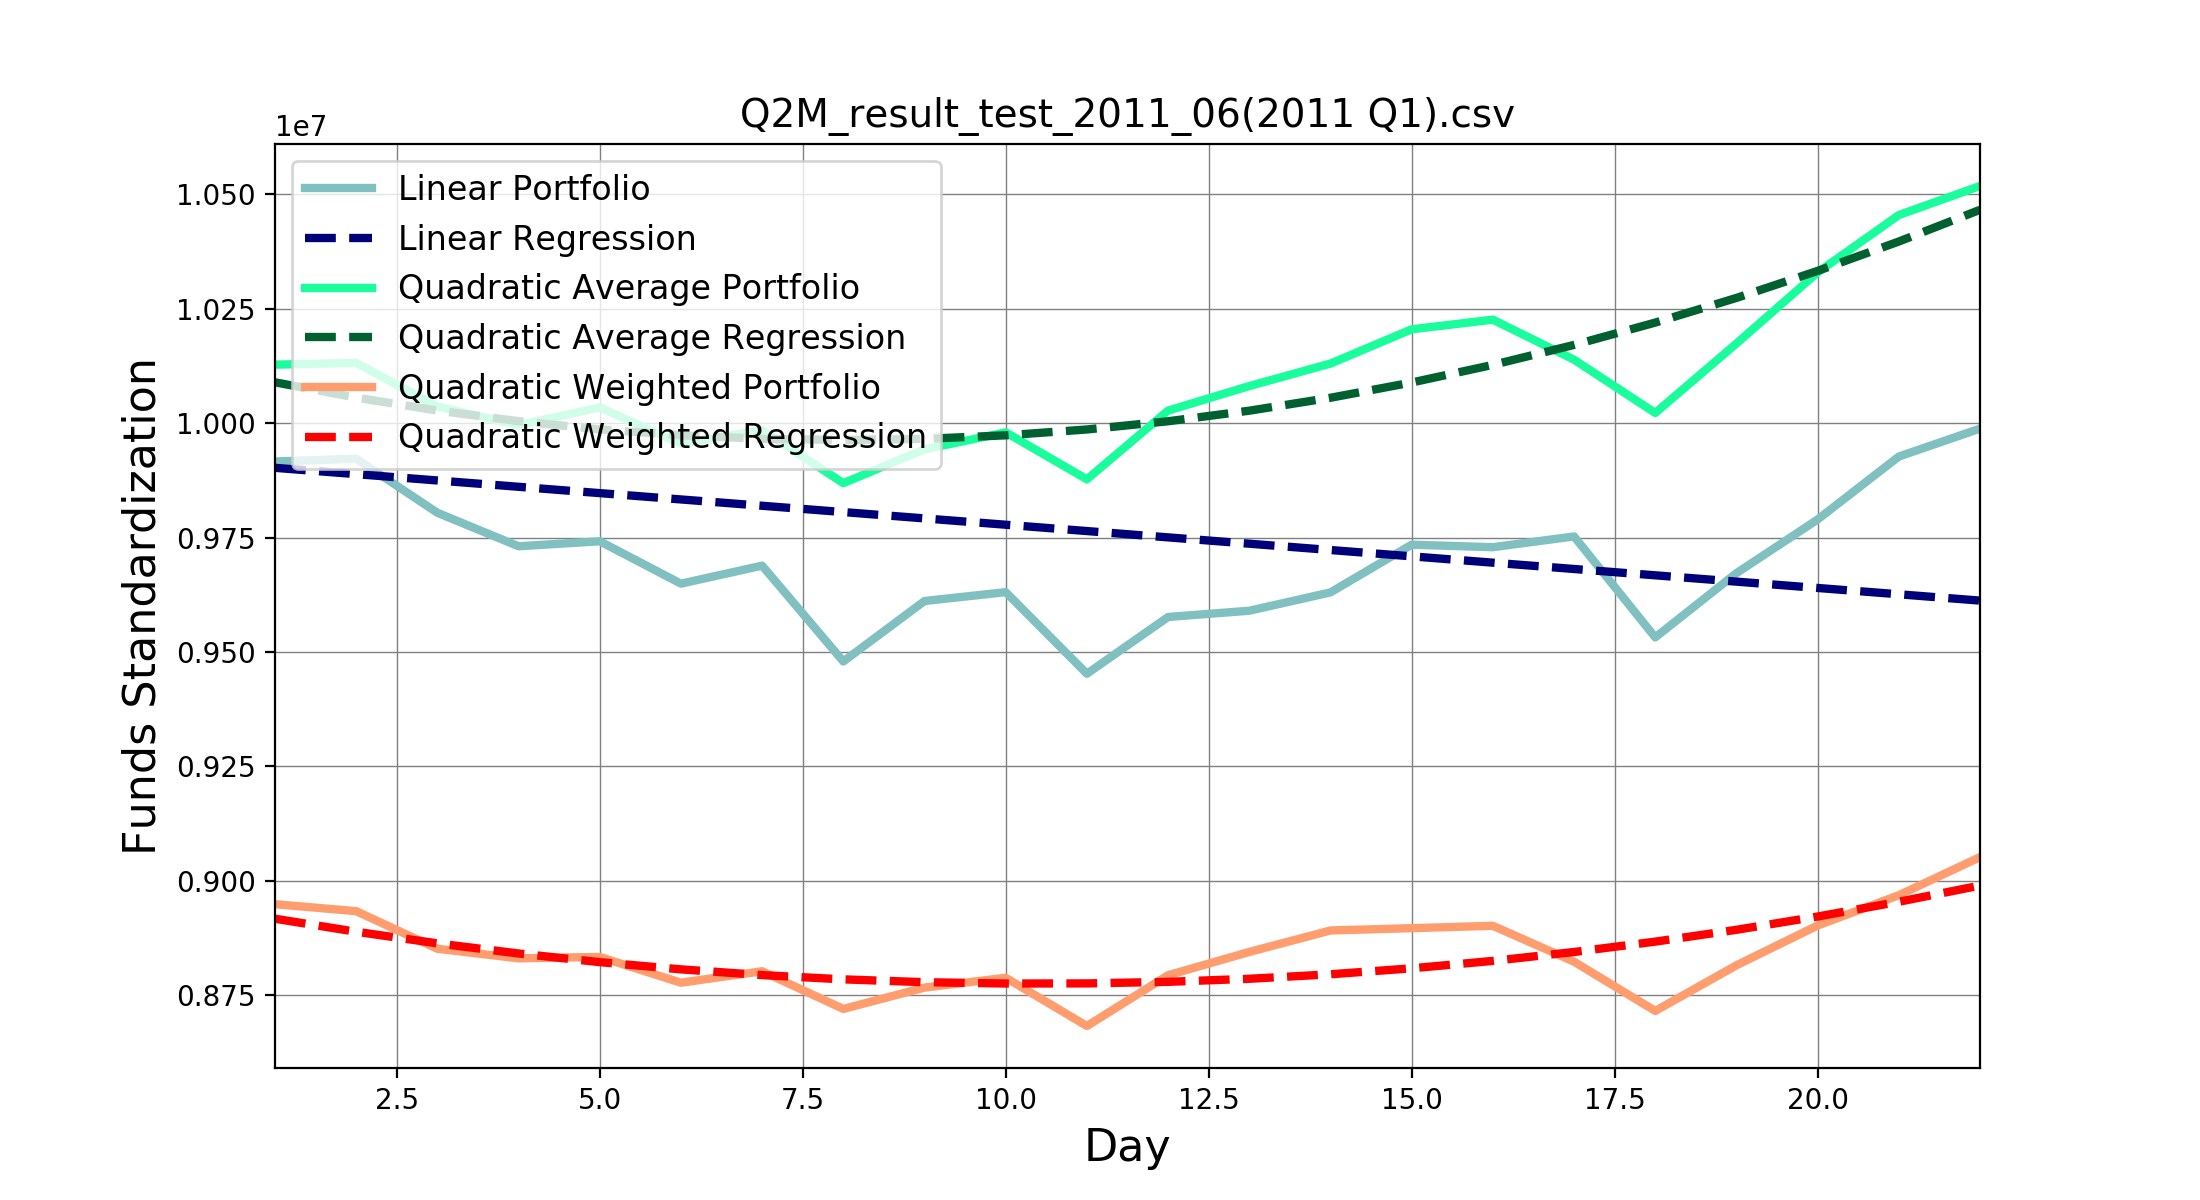 Q2M_result_test_2011_06(2011 Q1).csv
1e7
Linear Portfolio
Linear Regression
Quadratic Average Portfolio
Quadratic Average Regression
Quadratic Weighted Portfolio
Quadratic Weighted Regression
1.050
1.025
1.000
0.975
0.950
0.925
0.900
0.875
Funds Standardization
2.5 5.0 7.5 10.0 12.5 15.0 17.5 20.0
Day